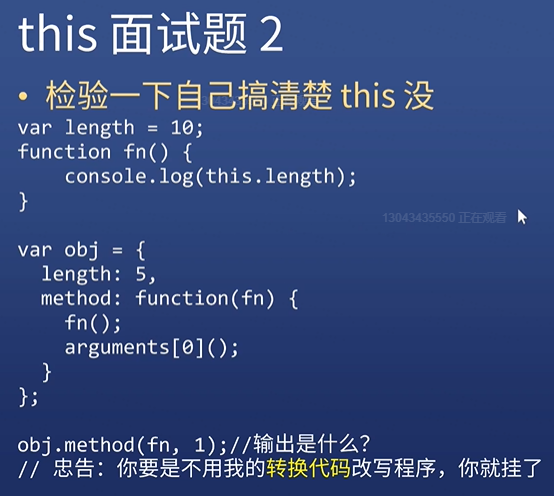 this 面试题 2
• 检验一下自己搞清楚 this 没
var length = 10;
function fn() {
    console.log(this.length);
}
13043435550 正在观看
var obj = {
  length: 5,
  method: function(fn) {
    fn();
    arguments[0]();
  }
};
obj.method(fn, 1);//输出是什么?
// 忠告：你要是不用我的转换代码改写程序，你就挂了